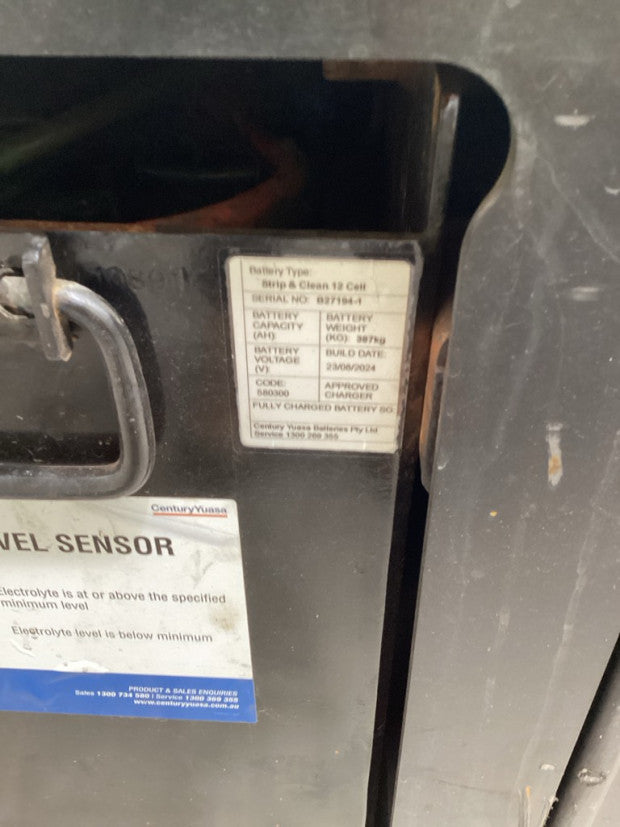 Battery Type:
Strip & Clean 12 Cell
SERIAL NO: B27194-1
BATTERY CAPACITY (AH):
BATTERY WEIGHT (KG): 387kg
BATTERY VOLTAGE (V):
BUILD DATE: 23/08/2024
CODE: 580300
APPROVED CHARGER
FULLY CHARGED BATTERY SG
Century Yuasa Batteries Pty Ltd
Service 1300 369 355
CenturyYuasa
VEL SENSOR
Electrolyte is at or above the specified
minimum level
Electrolyte level is below minimum
PRODUCT & SALES ENQUIRIES
Sales 1300 734 580 | Service 1300 369 355
www.centuryyuasa.com.au